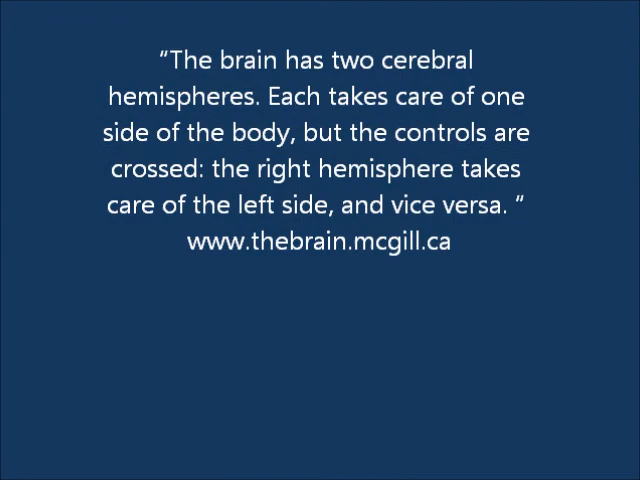 “The brain has two cerebral
hemispheres. Each takes care of one
side of the body, but the controls are
crossed: the right hemisphere takes
care of the left side, and vice versa. “
www.thebrain.mcgill.ca